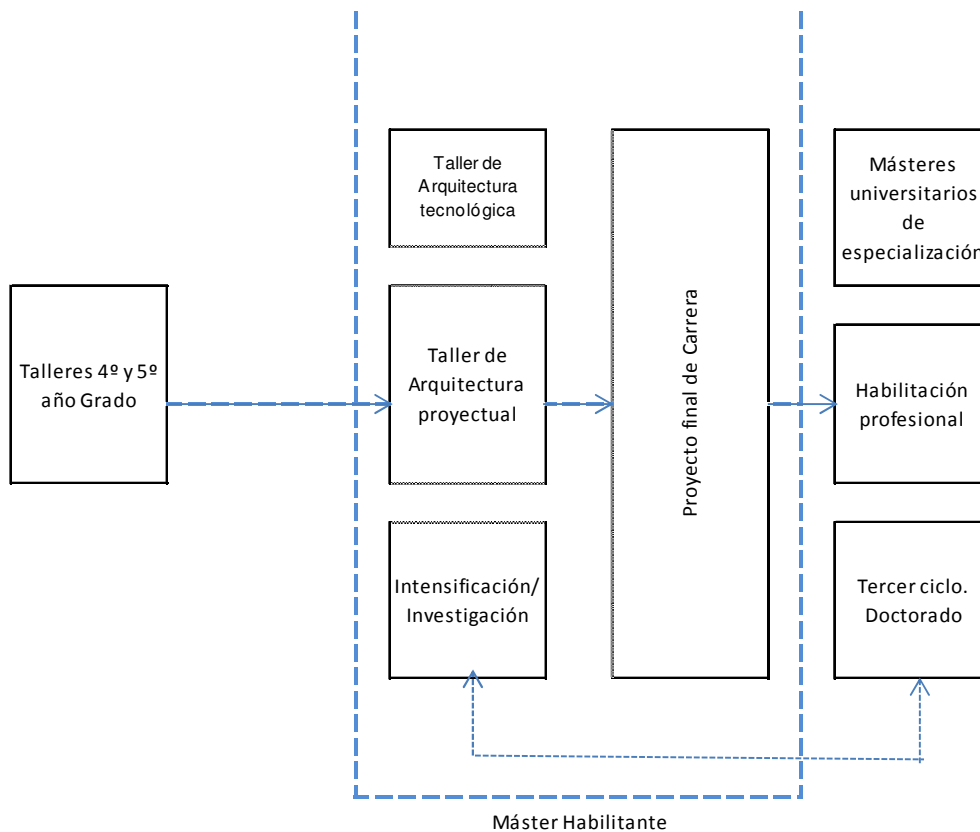 Talleres 4º y 5º
año Grado
Taller de
Arquitectura
tecnológica
Taller de
Arquitectura
proyectual
Intensificación/
Investigación
Proyecto final de Carrera
Másteres
universitarios
de
especialización
Habilitación
profesional
Tercer ciclo.
Doctorado
Máster Habilitante